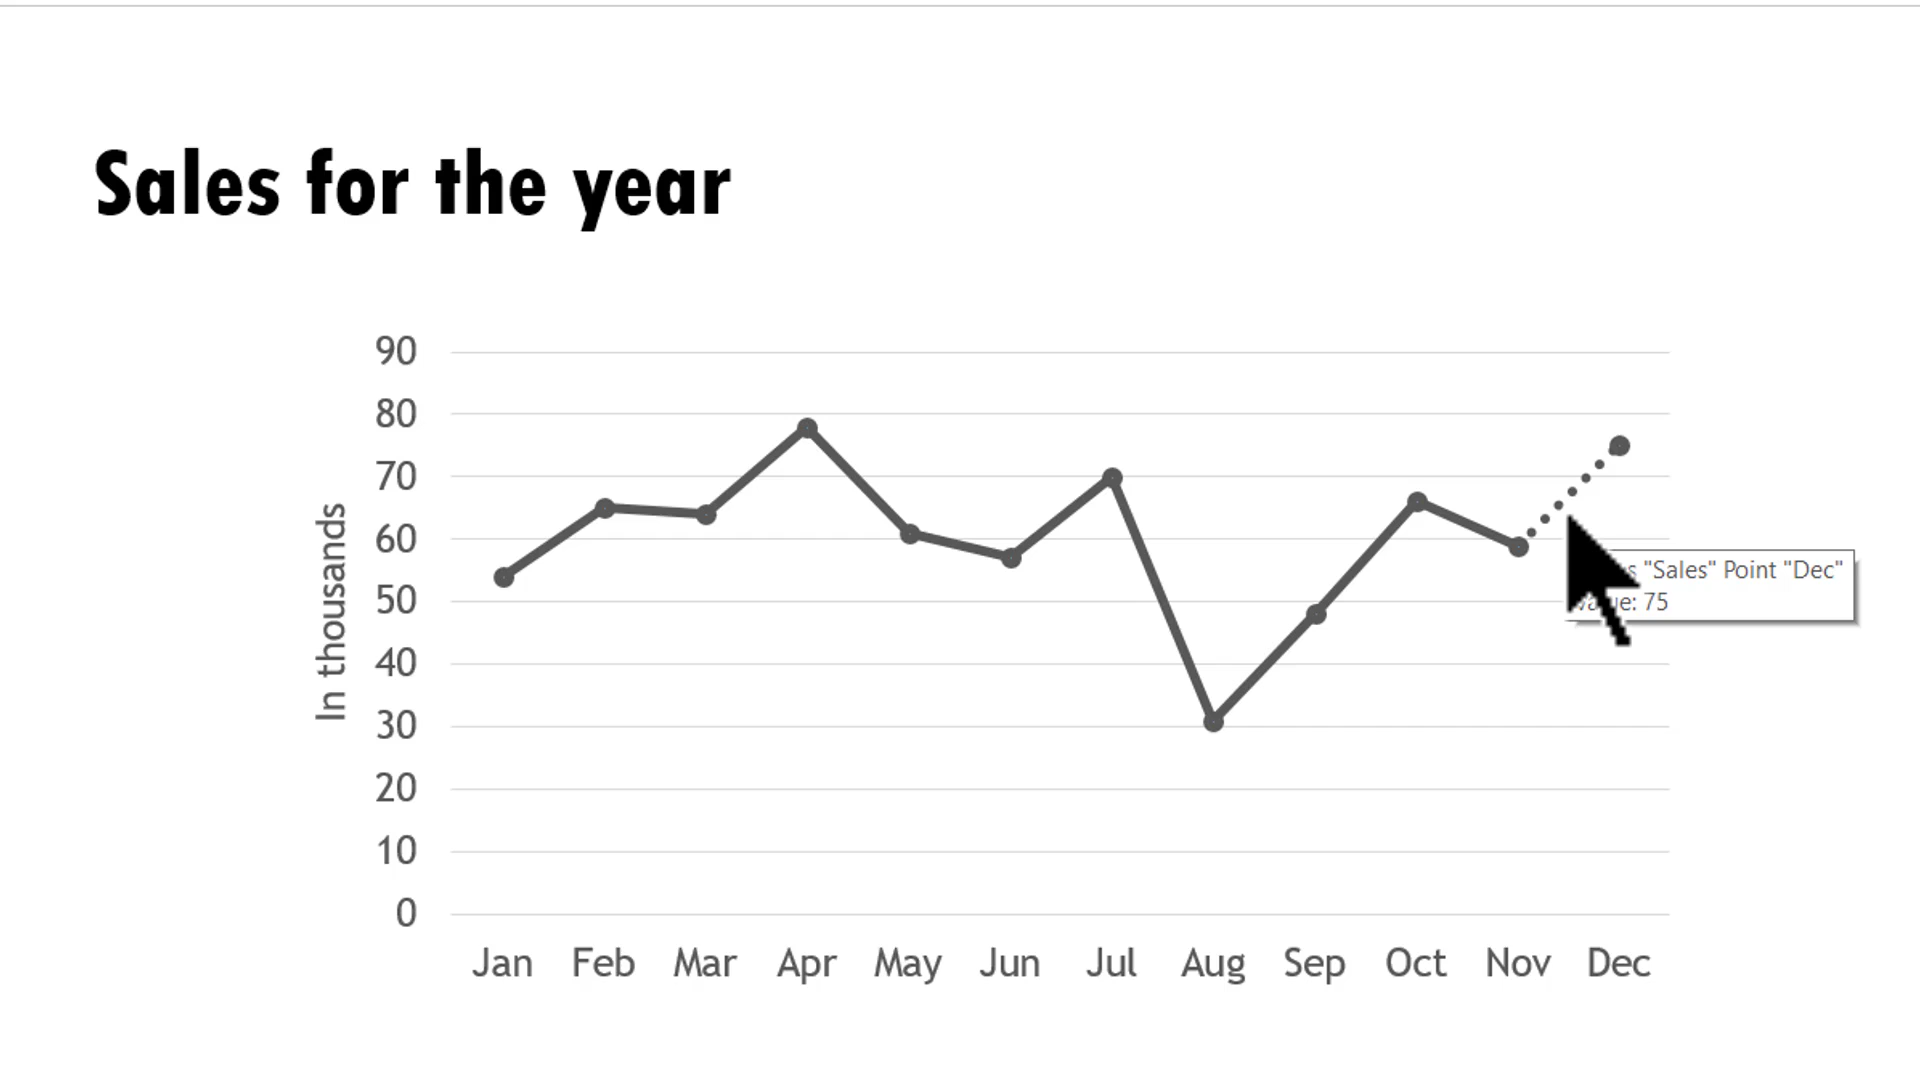 Sales for the year
90
80
70
60
50
40
30
20
10
0
In thousands
Jan Feb Mar Apr May Jun Jul Aug Sep Oct Nov Dec
"Sales" Point "Dec"
75